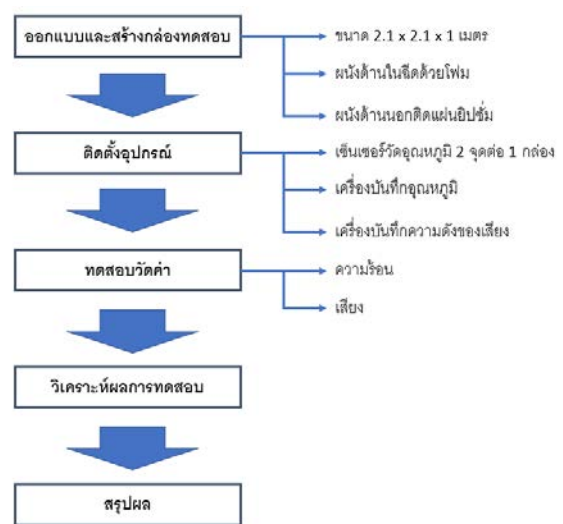 ออกแบบและสร้างกล่องทดสอบ
ขนาด 2.1 x 2.1 x 1 เมตร
ผนังด้านในฉีดด้วยโฟม
ผนังด้านนอกติดแผ่นยิปซั่ม
ติดตั้งอุปกรณ์
เซ็นเซอร์วัดอุณหภูมิ 2 จุดต่อ 1 กล่อง
เครื่องบันทึกอุณหภูมิ
เครื่องบันทึกความดังของเสียง
ทดสอบวัดค่า
ความร้อน
เสียง
วิเคราะห์ผลการทดสอบ
สรุปผล